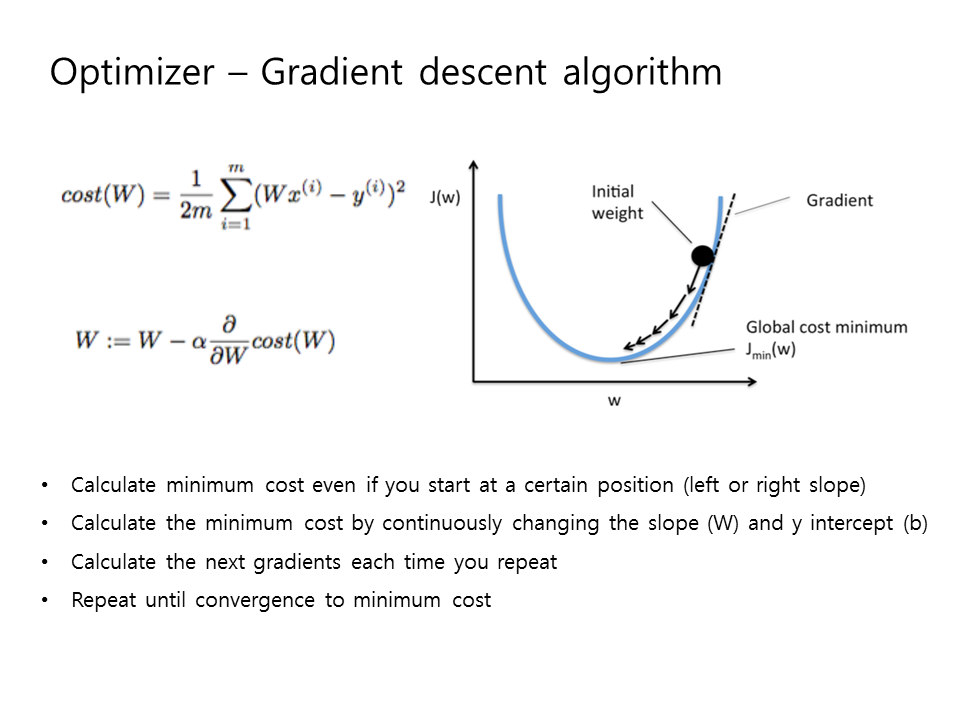 Optimizer – Gradient descent algorithm
cost(W) = \frac{1}{2m} \sum_{i=1}^{m} (Wx^{(i)} - y^{(i)})^2
W := W - α \frac{∂}{∂W} cost(W)
J(w)
Initial
weight
Gradient
Global cost minimum
J_{min}(w)
w
• Calculate minimum cost even if you start at a certain position (left or right slope)
• Calculate the minimum cost by continuously changing the slope (W) and y intercept (b)
• Calculate the next gradients each time you repeat
• Repeat until convergence to minimum cost